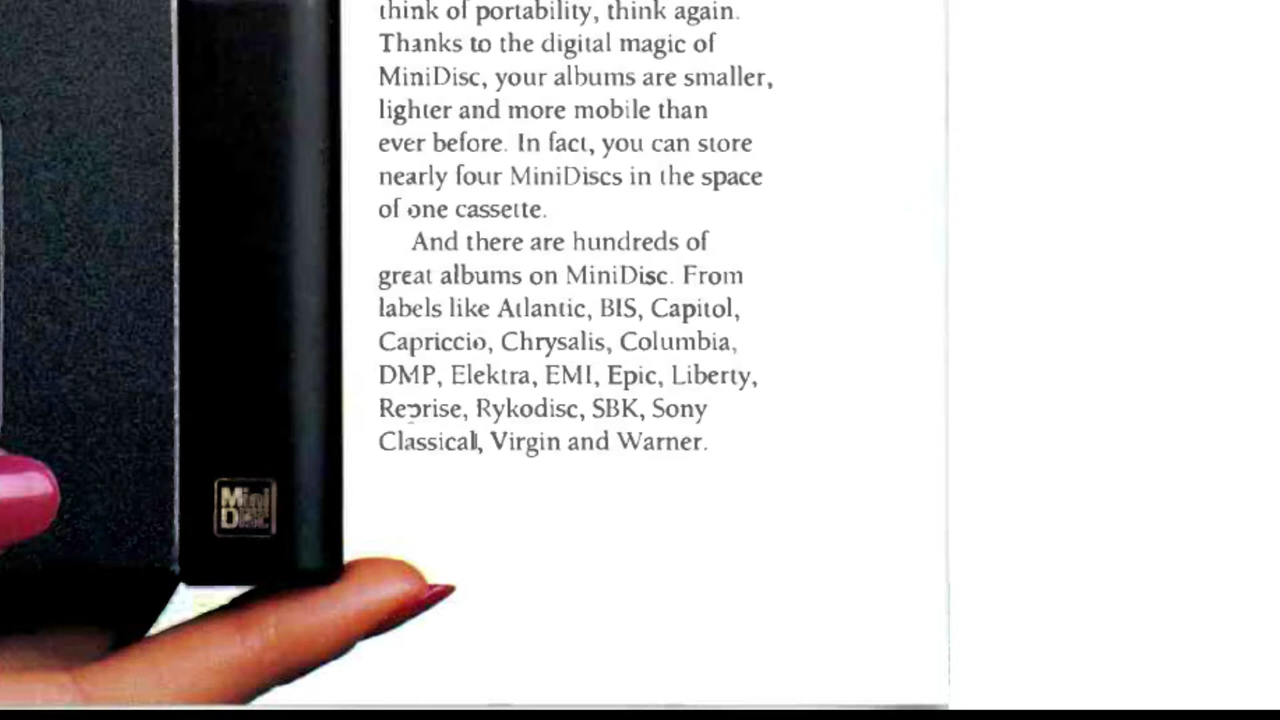 think of portability, think again.
Thanks to the digital magic of
MiniDisc, your albums are smaller,
lighter and more mobile than
ever before. In fact, you can store
nearly four MiniDiscs in the space
of one cassette.
And there are hundreds of
great albums on MiniDisc. From
labels like Atlantic, BIS, Capitol,
Capriccio, Chrysalis, Columbia,
DMP, Elektra, EMI, Epic, Liberty,
Reprise, Rykodisc, SBK, Sony
Classical, Virgin and Warner.
Mini
Disc